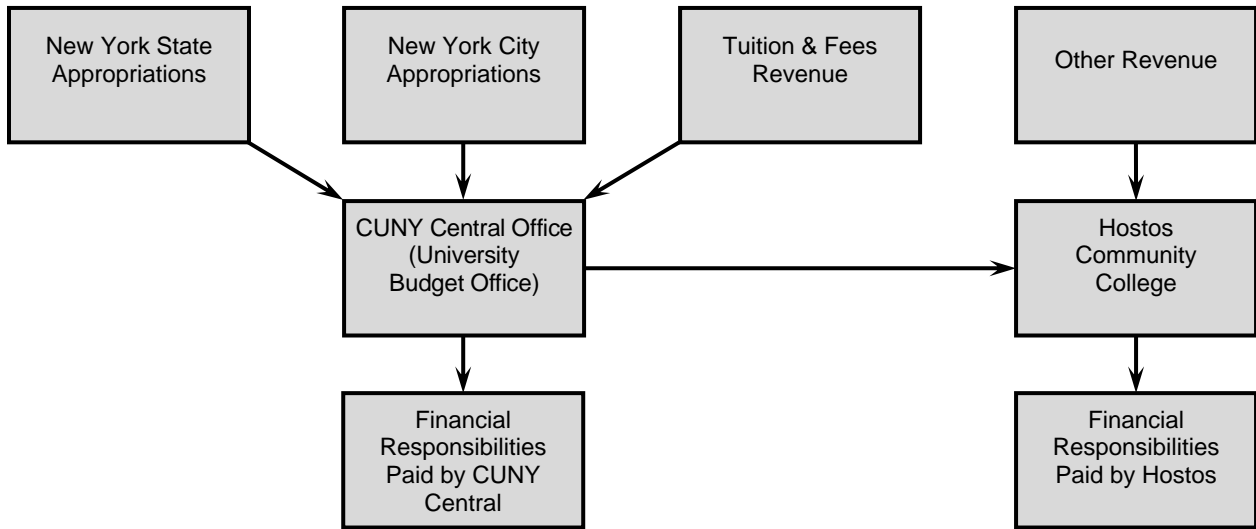 New York State
Appropriations
New York City
Appropriations
Tuition & Fees
Revenue
Other Revenue
CUNY Central Office
(University
Budget Office)
Hostos
Community
College
Financial
Responsibilities
Paid by CUNY
Central
Financial
Responsibilities
Paid by Hostos